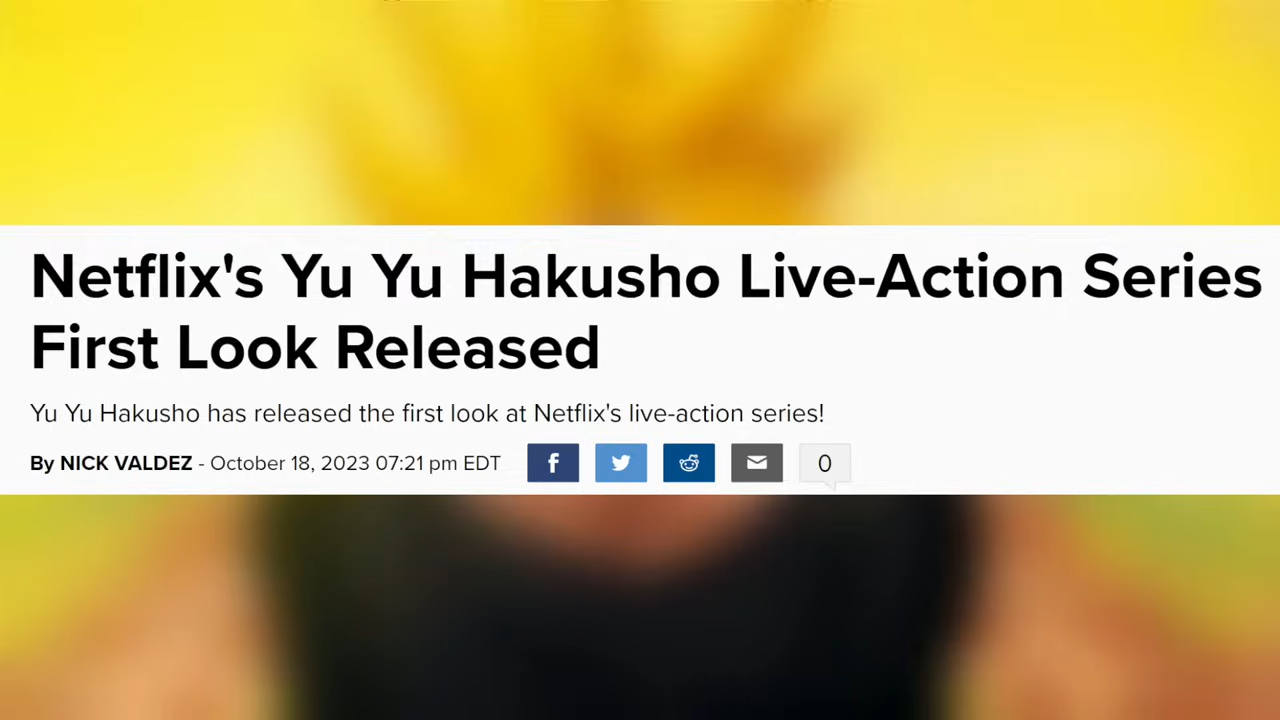 Netflix's Yu Yu Hakusho Live-Action Series
First Look Released
Yu Yu Hakusho has released the first look at Netflix's live-action series!
By NICK VALDEZ - October 18, 2023 07:21 pm EDT
0